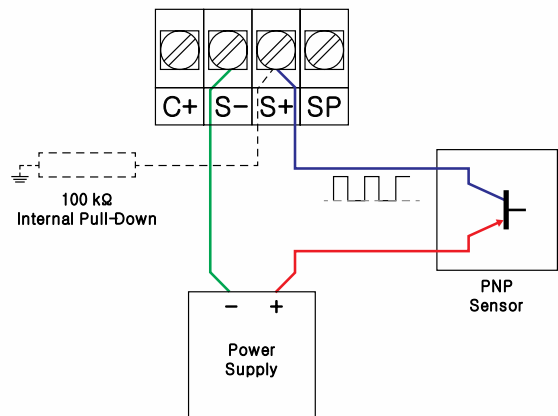 C+ S- S+ SP
100 kΩ
Internal Pull-Down
PNP
Sensor
- +
Power
Supply